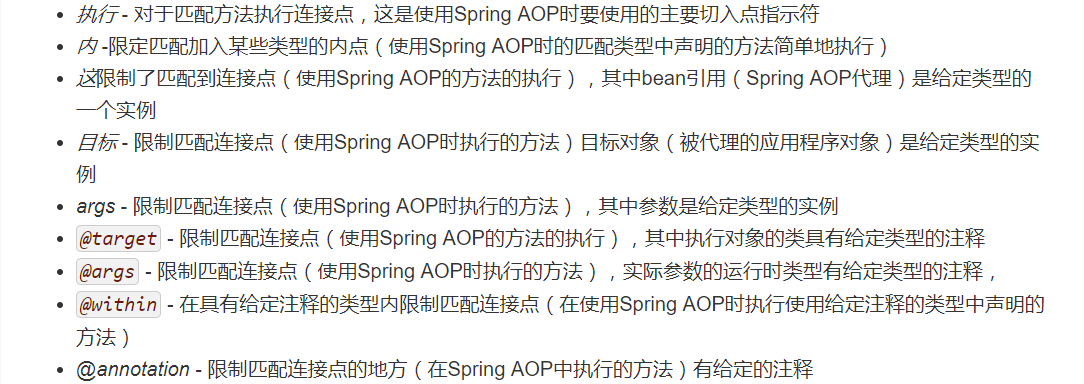 • 执行 - 对于匹配方法执行连接点，这是使用Spring AOP时要使用的主要切入点指示符
• 内 -限定匹配加入某些类型的内点（使用Spring AOP时的匹配类型中声明的方法简单地执行）
• 这限制了匹配到连接点（使用Spring AOP的方法的执行），其中bean引用（Spring AOP代理）是给定类型的
一个实例
• 目标 - 限制匹配连接点（使用Spring AOP时执行的方法）目标对象（被代理的应用程序对象）是给定类型的实
例
• args - 限制匹配连接点（使用Spring AOP时执行的方法），其中参数是给定类型的实例
• @target - 限制匹配连接点（使用Spring AOP的方法的执行），其中执行对象的类具有给定类型的注释
• @args - 限制匹配连接点（使用Spring AOP时执行的方法），实际参数的运行时类型有给定类型的注释，
• @within - 在具有给定注释的类型内限制匹配连接点（在使用Spring AOP时执行使用给定注释的类型中声明的
方法）
• @annotation - 限制匹配连接点的地方（在Spring AOP中执行的方法）有给定的注释